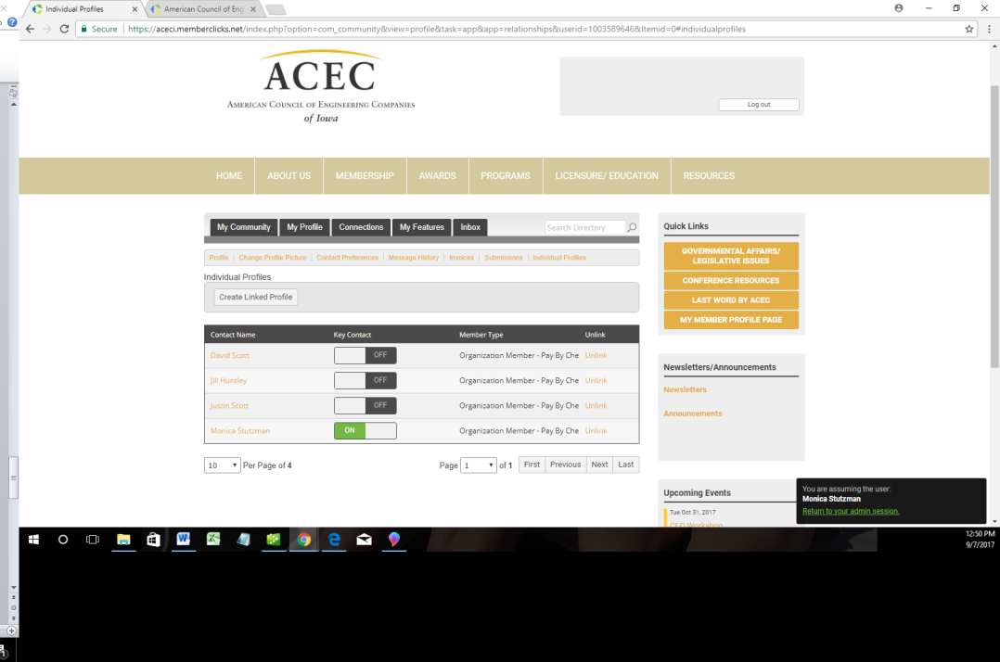 Individual Profiles
American Council of Eng
Secure
https://aceci.memberclicks.net/index.php?option=com_community&view=profile&task=app&app=relationships&userid=1003589646&Itemid=0#individualprofiles
ACEC
American Council of Engineering Companies
of Iowa
Log out
HOME ABOUT US MEMBERSHIP AWARDS PROGRAMS LICENSURE/ EDUCATION RESOURCES
My Community My Profile Connections My Features Inbox Search Directory
Profile | Change Profile Picture | Contact Preferences | Message History | Invoices | Submissions | Individual Profiles
Individual Profiles
Create Linked Profile
Contact Name Key Contact Member Type Unlink
David Scott OFF Organization Member - Pay By Che Unlink
Jill Huntley OFF Organization Member - Pay By Che Unlink
Justin Scott OFF Organization Member - Pay By Che Unlink
Monica Stutzman ON Organization Member - Pay By Che Unlink
10 Per Page of 4 Page 1 of 1 First Previous Next Last
Quick Links
GOVERNMENTAL AFFAIRS/
LEGISLATIVE ISSUES
CONFERENCE RESOURCES
LAST WORD BY ACEC
MY MEMBER PROFILE PAGE
Newsletters/Announcements
Newsletters
Announcements
Upcoming Events
Tue Oct 31, 2017
CEO Workshop
You are assuming the user:
Monica Stutzman
Return to your admin session.
12:50 PM
9/7/2017